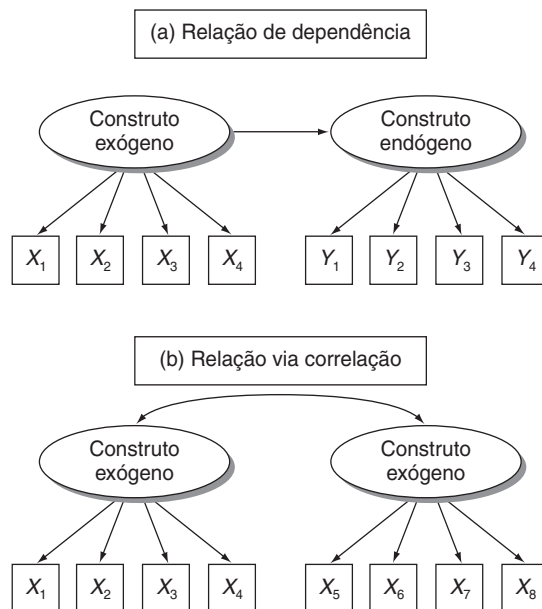 (a) Relação de dependência
Construto
exógeno
Construto
endógeno
X1 X2 X3 X4 Y1 Y2 Y3 Y4
(b) Relação via correlação
Construto
exógeno
Construto
exógeno
X1 X2 X3 X4 X5 X6 X7 X8